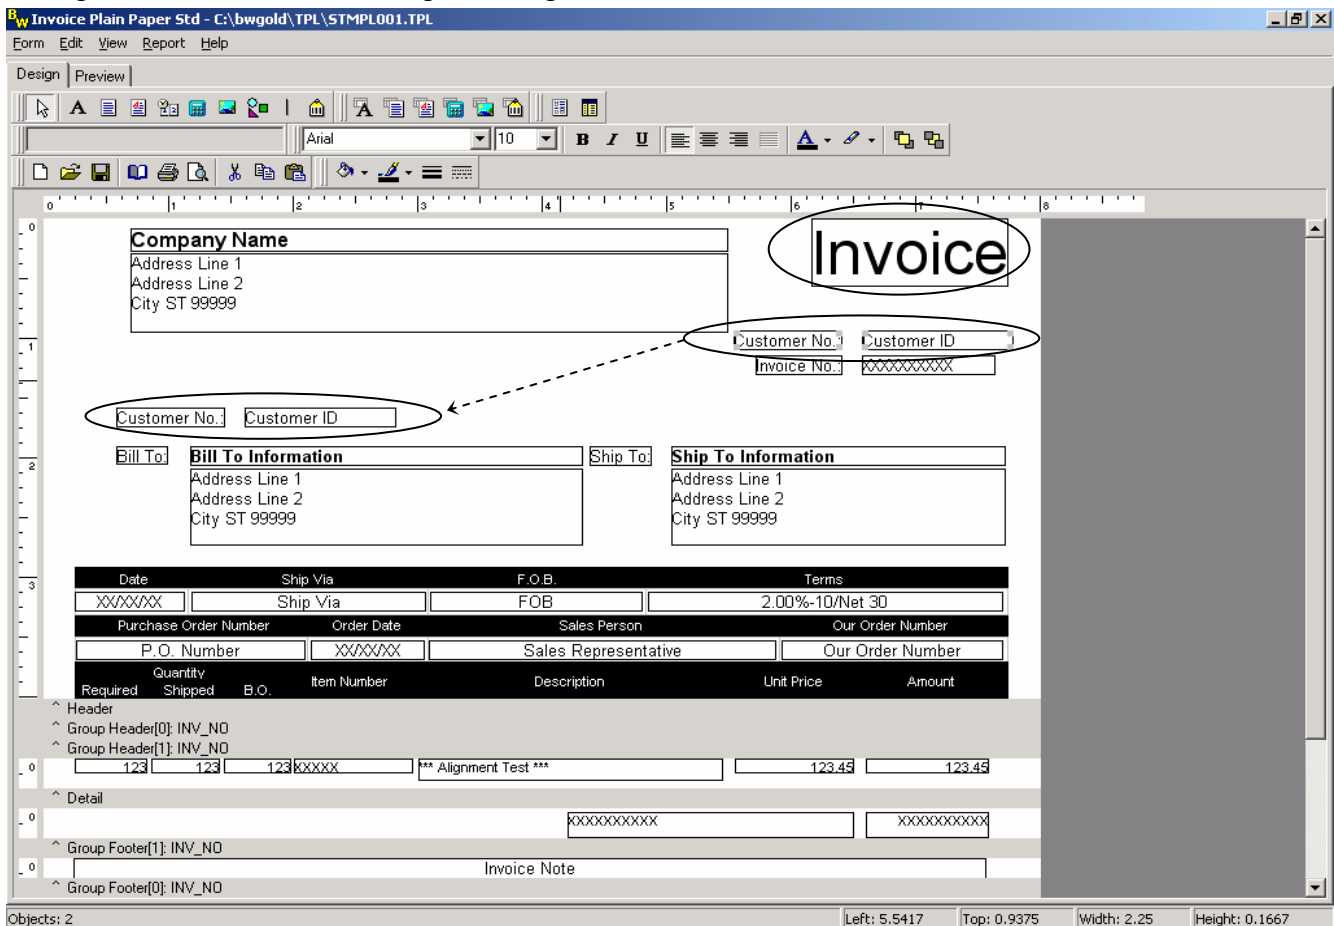 BW Invoice Plain Paper Std - C:\bwgold\TPL\STMPL001.TPL
Form Edit View Report Help
Design Preview
Arial 10 B I U A
0 1 2 3 4 5 6 7 8
0
Company Name Invoice
Address Line 1
Address Line 2
City ST 99999
1
Customer No.: Customer ID
Invoice No.: XXXXXXXXXX
Customer No.: Customer ID
2
Bill To: Bill To Information Ship To: Ship To Information
Address Line 1 Address Line 1
Address Line 2 Address Line 2
City ST 99999 City ST 99999
3
Date Ship Via F.O.B. Terms
XX/XX/XX Ship Via FOB 2.00%-10/Net 30
Purchase Order Number Order Date Sales Person Our Order Number
P.O. Number XX/XX/XX Sales Representative Our Order Number
Quantity
Required Shipped B.O. Item Number Description Unit Price Amount
^ Header
^ Group Header[0]: INV_NO
^ Group Header[1]: INV_NO
0 123 123 123 XXXXX *** Alignment Test *** 123.45 123.45
^ Detail
0 XXXXXXXXXX XXXXXXXXXX
^ Group Footer[1]: INV_NO
0 Invoice Note
^ Group Footer[0]: INV_NO
Objects: 2 Left: 5.5417 Top: 0.9375 Width: 2.25 Height: 0.1667